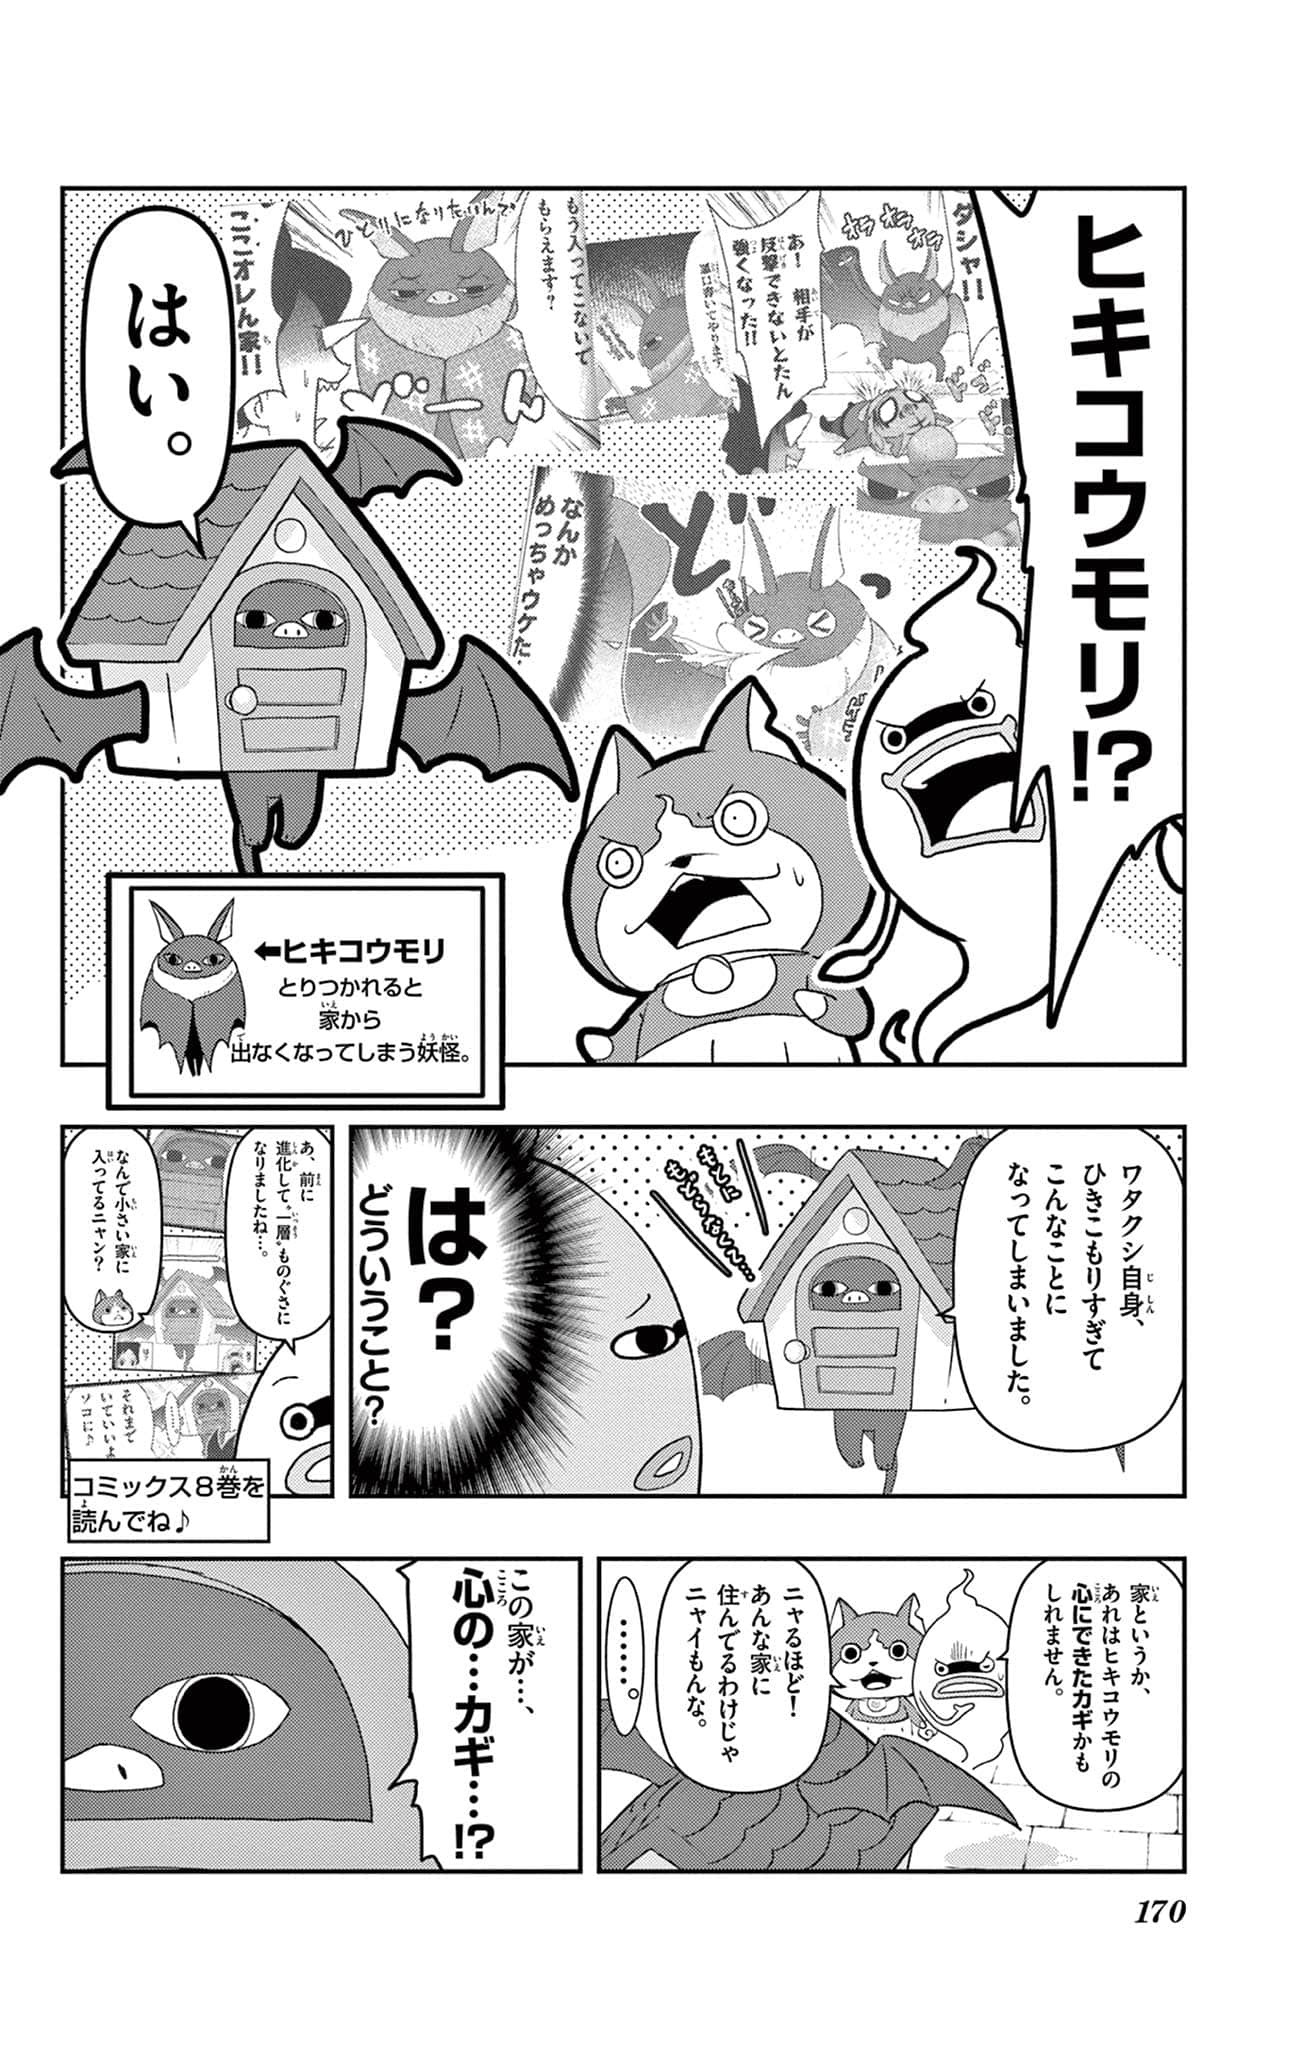 ヒキコウモリ!?
ダシャ!!
オラオラオラ
ドゴ
あ!相手が
反撃できないとたん
強くなった!!
もう入ってこないで
もらえます?
ひとりになりたいんで
ここオレん家!!
ずーん
なんか
めっちゃウケた
どっ
はい。
←ヒキコウモリ
とりつかれると
家から
出なくなってしまう妖怪。
ワタクシ自身、
ひきこもりすぎて
こんなことに
なってしまいました。
は?
どういうこと?
あ、前に
進化して〝一層〟ものぐさに
なりましたね…。
なんで小さい家に
入ってるニャン?
それまで
いていいよ
ソコに♪
コミックス8巻を
読んでね♪
家というか、
あれはヒキコウモリの
心にできたカギかも
しれません。
ニャるほど!
あんな家に
住んでるわけじゃ
ニャイもんな。
……。
この家が…、
心の…カギ…!?
170